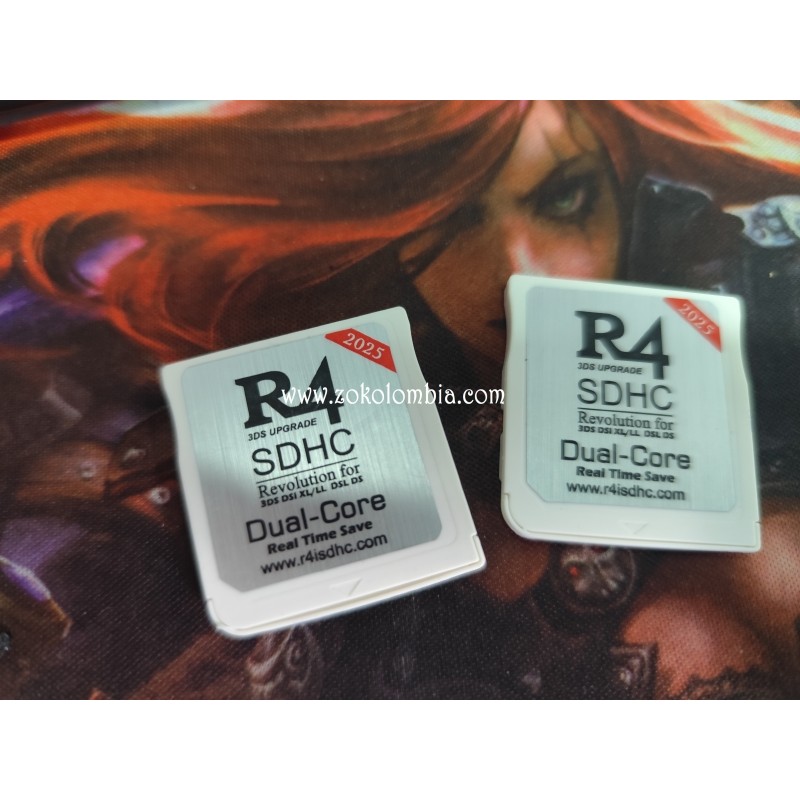 2025
R4
3DS UPGRADE
SDHC
Revolution for
3DS DSi XL/LL DSL DS
Dual-Core
Real Time Save
www.r4isdhc.com
2025
R4
3DS UPGRADE
SDHC
Revolution for
3DS DSi XL/LL DSL DS
Dual-Core
Real Time Save
www.r4isdhc.com
www.zokolombia.com